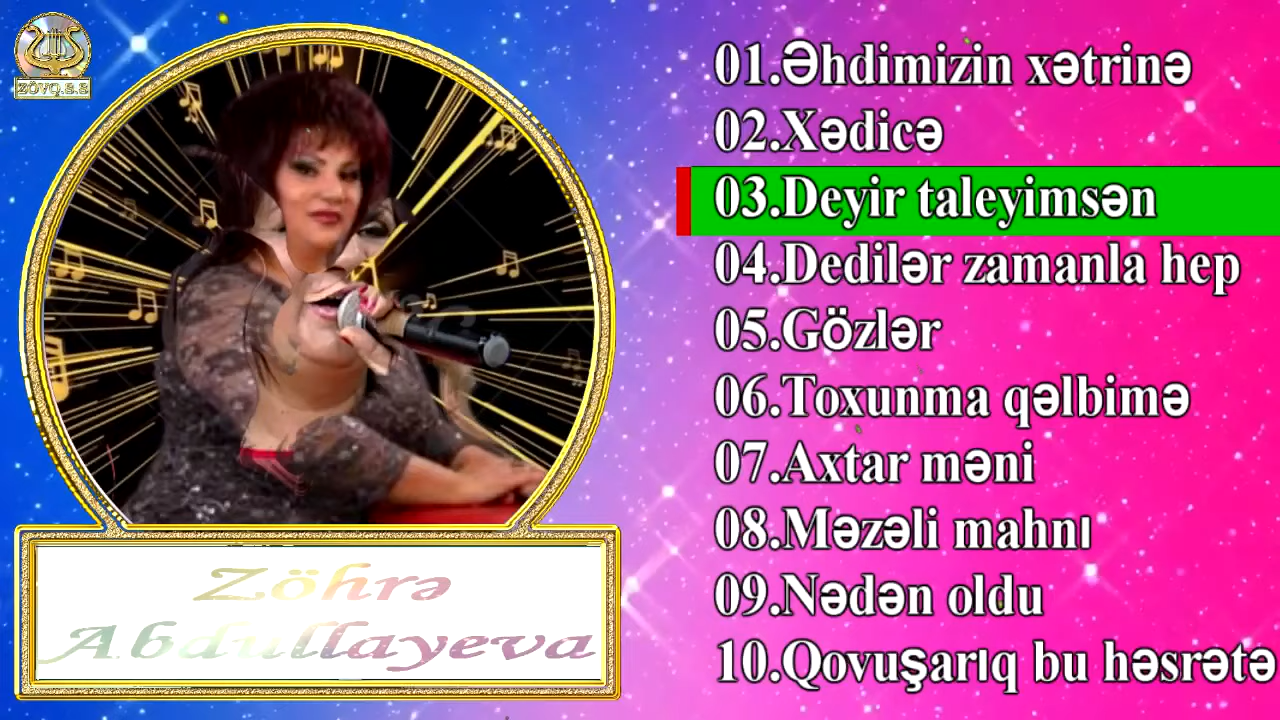 ZÖVQ.S.S
01.Əhdimizin xətrinə
02.Xədicə
03.Deyir taleyimsən
04.Dedilər zamanla hep
05.Gözlər
06.Toxunma qəlbimə
07.Axtar məni
08.Məzəli mahnı
09.Nədən oldu
10.Qovuşarıq bu həsrətə
Zöhrə
Abdullayeva